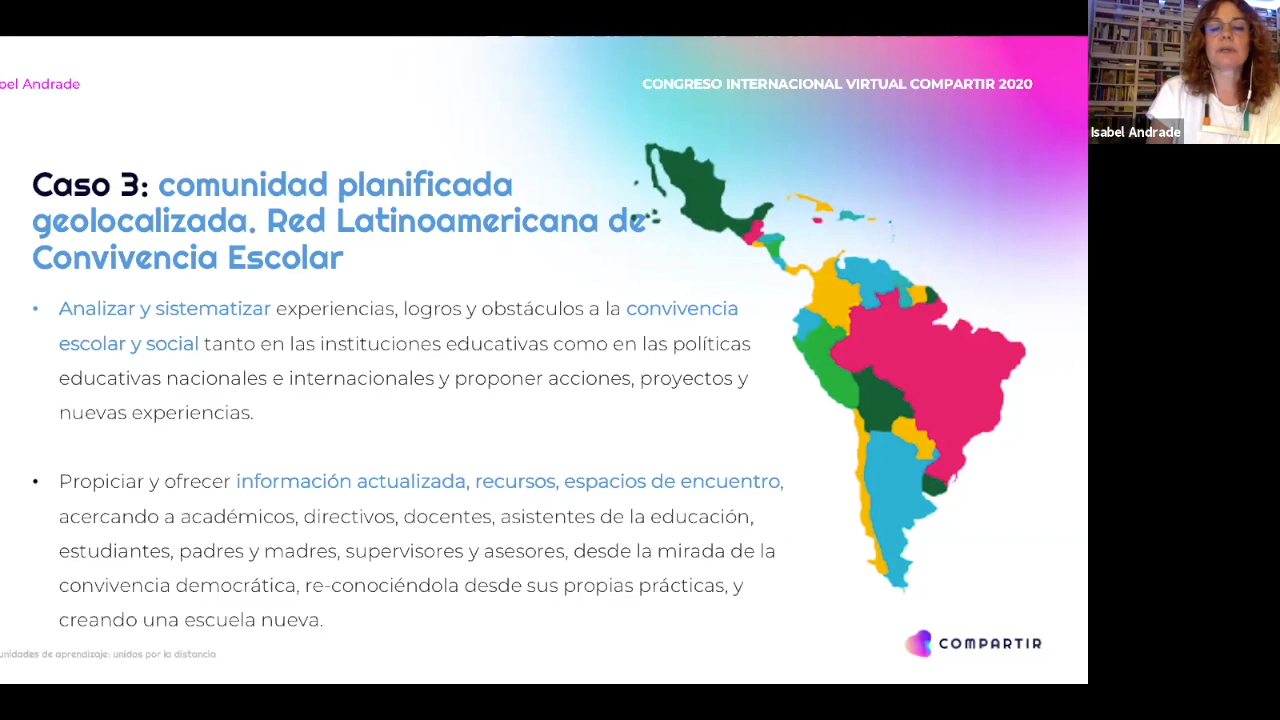 bel Andrade
CONGRESO INTERNACIONAL VIRTUAL COMPARTIR 2020
Isabel Andrade
Caso 3: comunidad planificada
geolocalizada. Red Latinoamericana de
Convivencia Escolar
• Analizar y sistematizar experiencias, logros y obstáculos a la convivencia
escolar y social tanto en las instituciones educativas como en las políticas
educativas nacionales e internacionales y proponer acciones, proyectos y
nuevas experiencias.
• Propiciar y ofrecer información actualizada, recursos, espacios de encuentro,
acercando a académicos, directivos, docentes, asistentes de la educación,
estudiantes, padres y madres, supervisores y asesores, desde la mirada de la
convivencia democrática, re-conociéndola desde sus propias prácticas, y
creando una escuela nueva.
unidades de aprendizaje: unidos por la distancia
COMPARTIR